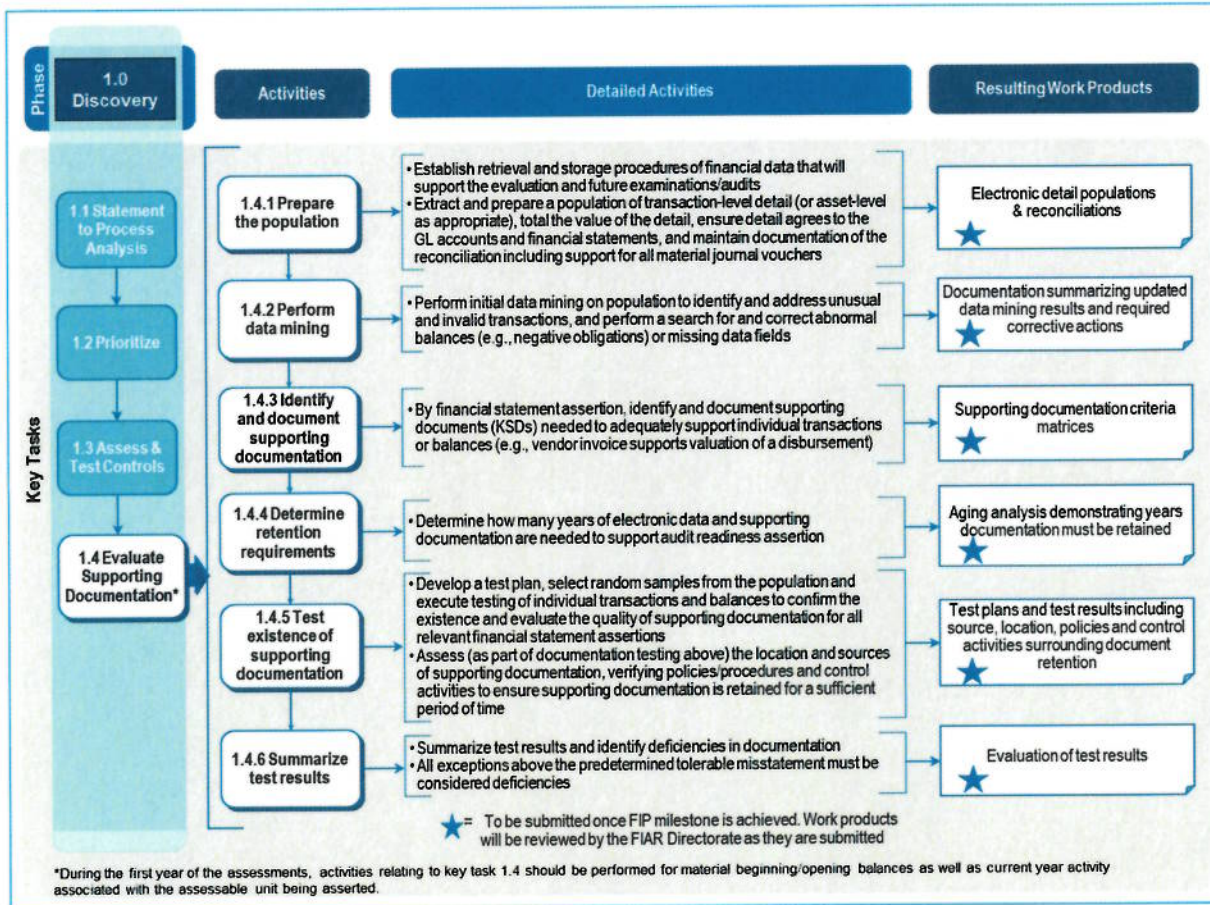 Phase
1.0
Discovery
Activities
Detailed Activities
Resulting Work Products
Key Tasks
1.1 Statement
to Process
Analysis
1.2 Prioritize
1.3 Assess &
Test Controls
1.4 Evaluate
Supporting
Documentation*
1.4.1 Prepare
the population
• Establish retrieval and storage procedures of financial data that will
support the evaluation and future examinations/audits
• Extract and prepare a population of transaction-level detail (or asset-level
as appropriate), total the value of the detail, ensure detail agrees to the
GL accounts and financial statements, and maintain documentation of the
reconciliation including support for all material journal vouchers
Electronic detail populations
& reconciliations
1.4.2 Perform
data mining
• Perform initial data mining on population to identify and address unusual
and invalid transactions, and perform a search for and correct abnormal
balances (e.g., negative obligations) or missing data fields
Documentation summarizing updated
data mining results and required
corrective actions
1.4.3 Identify
and document
supporting
documentation
• By financial statement assertion, identify and document supporting
documents (KSDs) needed to adequately support individual transactions
or balances (e.g., vendor invoice supports valuation of a disbursement)
Supporting documentation criteria
matrices
1.4.4 Determine
retention
requirements
• Determine how many years of electronic data and supporting
documentation are needed to support audit readiness assertion
Aging analysis demonstrating years
documentation must be retained
1.4.5 Test
existence of
supporting
documentation
• Develop a test plan, select random samples from the population and
execute testing of individual transactions and balances to confirm the
existence and evaluate the quality of supporting documentation for all
relevant financial statement assertions
• Assess (as part of documentation testing above) the location and sources
of supporting documentation, verifying policies/procedures and control
activities to ensure supporting documentation is retained for a sufficient
period of time
Test plans and test results including
source, location, policies and control
activities surrounding document
retention
1.4.6 Summarize
test results
• Summarize test results and identify deficiencies in documentation
• All exceptions above the predetermined tolerable misstatement must be
considered deficiencies
Evaluation of test results
= To be submitted once FIP milestone is achieved. Work products
will be reviewed by the FIAR Directorate as they are submitted
*During the first year of the assessments, activities relating to key task 1.4 should be performed for material beginning/opening balances as well as current year activity
associated with the assessable unit being asserted.